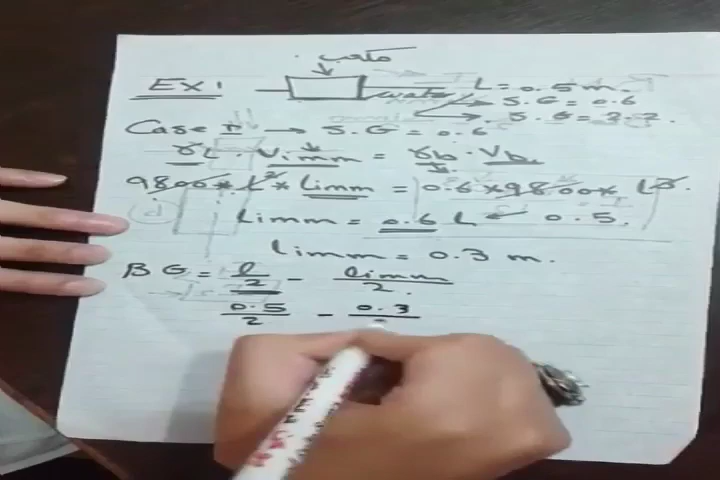 مكعب
EX1 water L = 0.5 m.
S.G = 0.6
S.G =
Case I → S.G = 0.6
γL . Vimm = γb . Vb
9800 * L² * Limm = 0.6 * 9800 * L³
Limm = 0.6 L ← 0.5.
Limm = 0.3 m.
BG = l/2 - limm/2.
0.5/2 - 0.3/